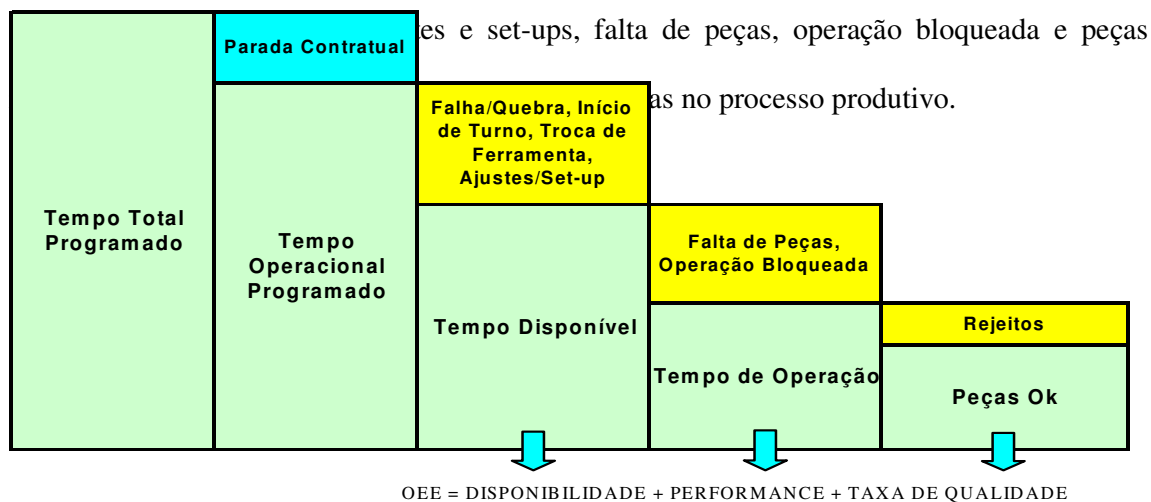 es e set-ups, falta de peças, operação bloqueada e peças
as no processo produtivo.
Parada Contratual
Falha/Quebra, Início
de Turno, Troca de
Ferramenta,
Ajustes/Set-up
Tempo Total
Programado
Tempo
Operacional
Programado
Falta de Peças,
Operação Bloqueada
Tempo Disponível
Rejeitos
Tempo de Operação
Peças Ok
OEE = DISPONIBILIDADE + PERFORMANCE + TAXA DE QUALIDADE